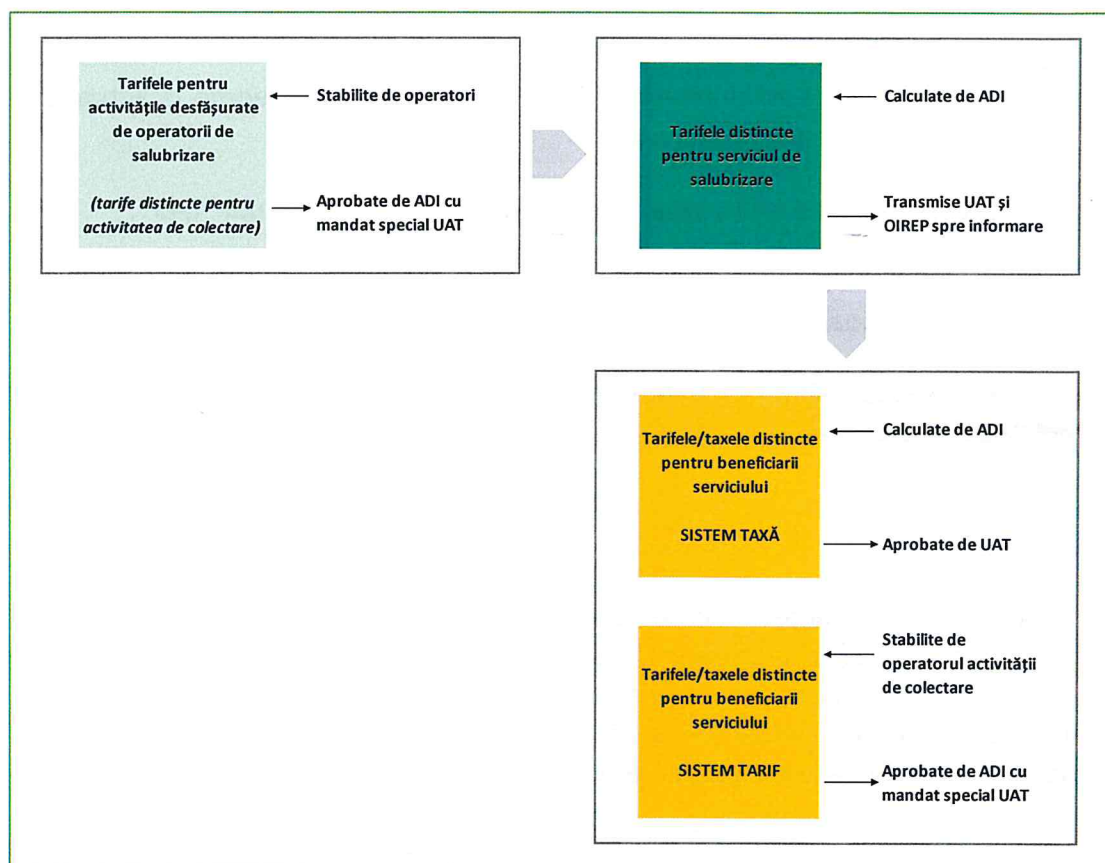 Tarifele pentru
activitățile desfășurate
de operatorii de
salubrizare
(tarife distincte pentru
activitatea de colectare)
Stabilite de operatori
Aprobate de ADI cu
mandat special UAT
Tarifele distincte
pentru serviciul de
salubrizare
Calculate de ADI
Transmise UAT și
OIREP spre informare
Tarifele/taxele distincte
pentru beneficiarii
serviciului
SISTEM TAXĂ
Calculate de ADI
Aprobate de UAT
Tarifele/taxele distincte
pentru beneficiarii
serviciului
SISTEM TARIF
Stabilite de
operatorul activității
de colectare
Aprobate de ADI cu
mandat special UAT